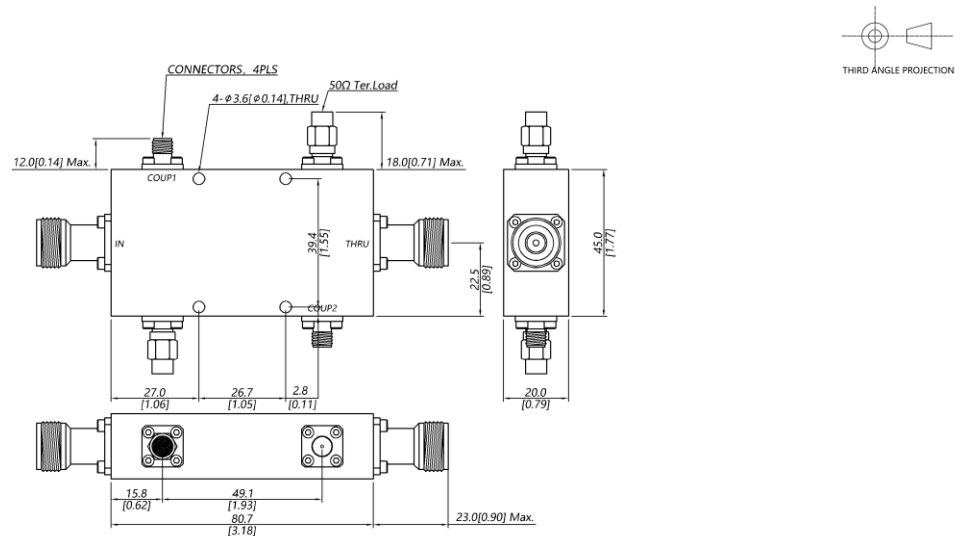 THIRD ANGLE PROJECTION
CONNECTORS, 4PLS
50Ω Ter.Load
4-ϕ3.6[ϕ0.14],THRU
12.0[0.14] Max.
18.0[0.71] Max.
COUP1
IN
THRU
39.4
[1.55]
22.5
[0.89]
45.0
[1.77]
COUP2
27.0
[1.06]
26.7
[1.05]
2.8
[0.11]
20.0
[0.79]
15.8
[0.62]
49.1
[1.93]
80.7
[3.18]
23.0[0.90] Max.